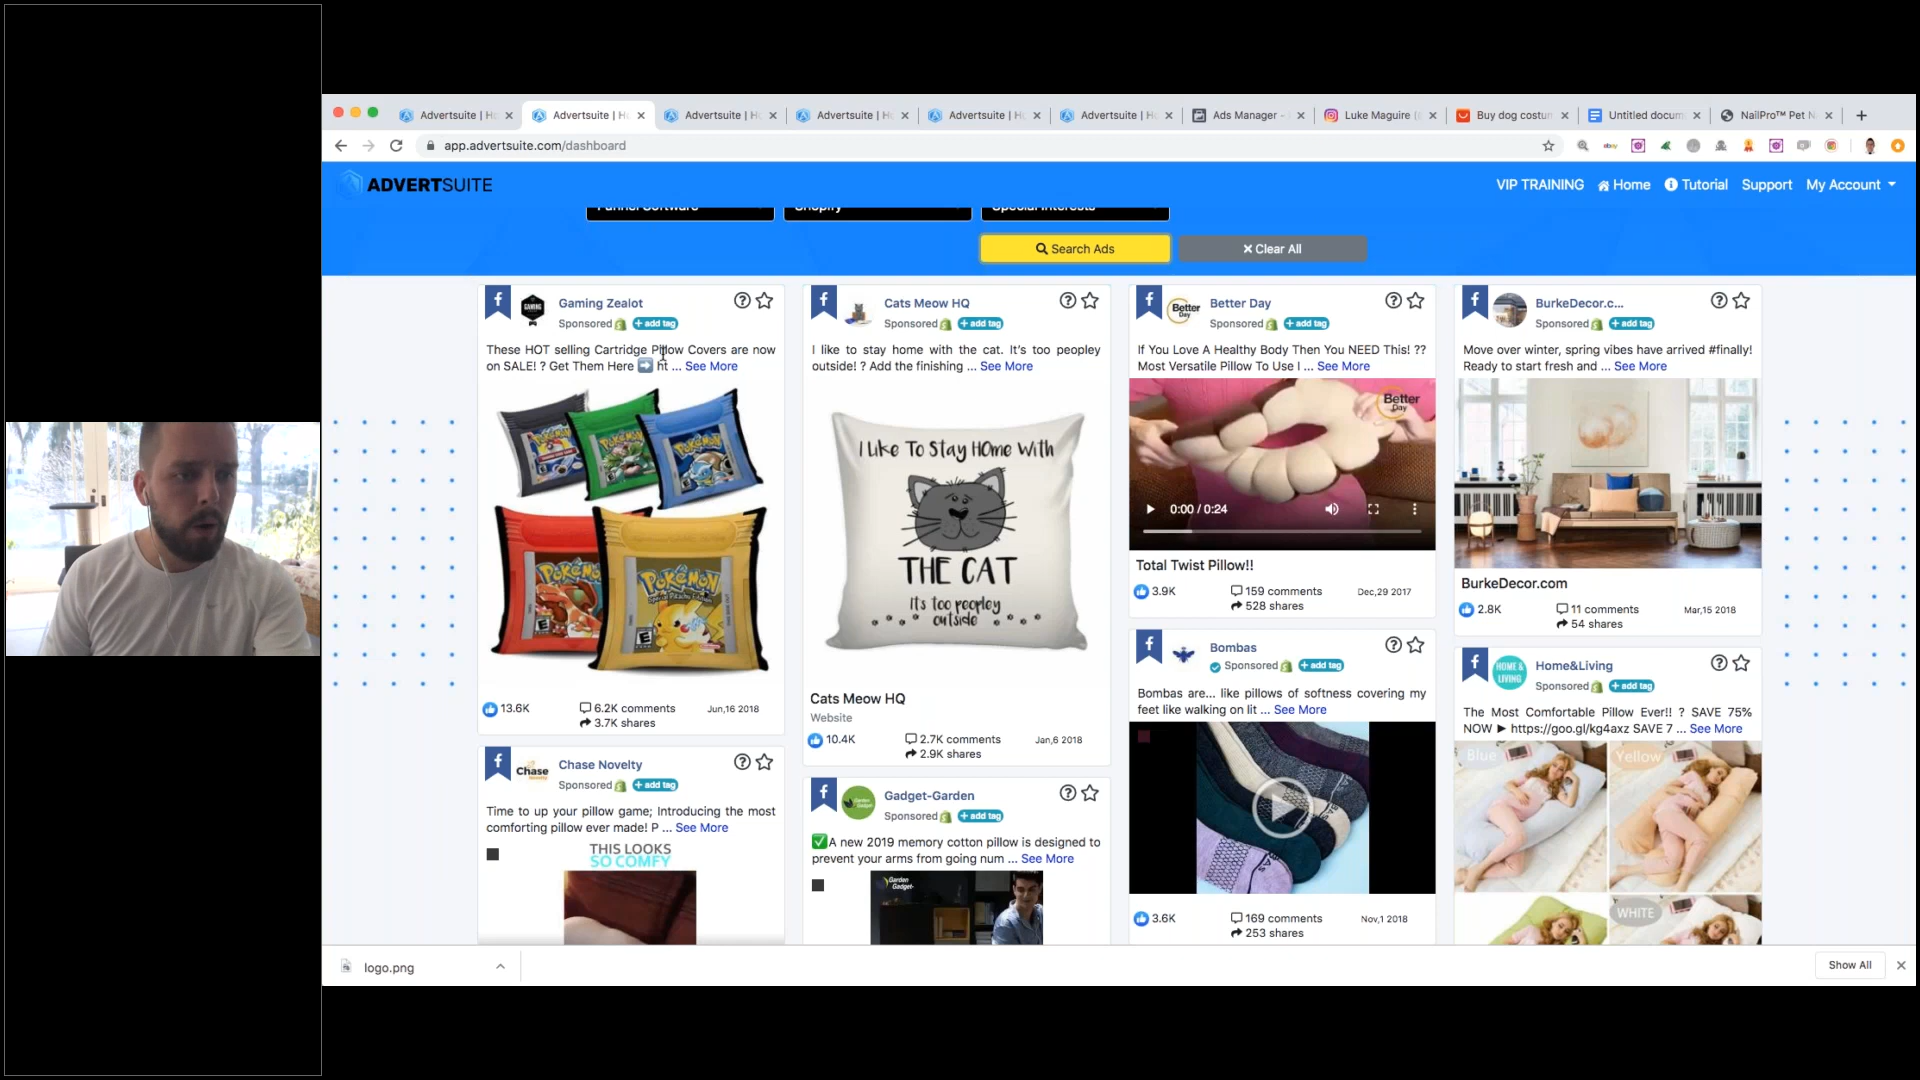 Advertsuite | H
Advertsuite | H
Advertsuite | H
Advertsuite | H
Advertsuite | H
Advertsuite | H
Ads Manager -
Luke Maguire (
Buy dog costu
Untitled docum
NailPro™ Pet N
app.advertsuite.com/dashboard
ebay
ADVERTSUITE
VIP TRAINING
Home
Tutorial
Support
My Account
Funnel Software
Shopify
Special Interests
Search Ads
Clear All
Gaming Zealot
Sponsored
+ add tag
These HOT selling Cartridge Pillow Covers are now
on SALE! ? Get Them Here ➡ ht ... See More
13.6K
6.2K comments
3.7K shares
Jun,16 2018
Chase Novelty
Sponsored
+ add tag
Time to up your pillow game; Introducing the most
comforting pillow ever made! P ... See More
THIS LOOKS
SO COMFY
Cats Meow HQ
Sponsored
+ add tag
I like to stay home with the cat. It's too peopley
outside! ? Add the finishing ... See More
I Like To Stay Home With
THE CAT
It's too peopley
outside
Cats Meow HQ
Website
10.4K
2.7K comments
2.9K shares
Jan,6 2018
Gadget-Garden
Sponsored
+ add tag
✅A new 2019 memory cotton pillow is designed to
prevent your arms from going num ... See More
Garden
Gadget-
Better Day
Sponsored
+ add tag
If You Love A Healthy Body Then You NEED This! ??
Most Versatile Pillow To Use I ... See More
Better
Day
0:00 / 0:24
Total Twist Pillow!!
3.9K
159 comments
528 shares
Dec,29 2017
Bombas
Sponsored
+ add tag
Bombas are... like pillows of softness covering my
feet like walking on lit ... See More
3.6K
169 comments
253 shares
Nov,1 2018
BurkeDecor.c...
Sponsored
+ add tag
Move over winter, spring vibes have arrived #finally!
Ready to start fresh and ... See More
BurkeDecor.com
2.8K
11 comments
54 shares
Mar,15 2018
HOME &
LIVING
Home&Living
Sponsored
+ add tag
The Most Comfortable Pillow Ever!! ? SAVE 75%
NOW ► https://goo.gl/kg4axz SAVE 7 ... See More
Blue
Yellow
WHITE
logo.png
Show All